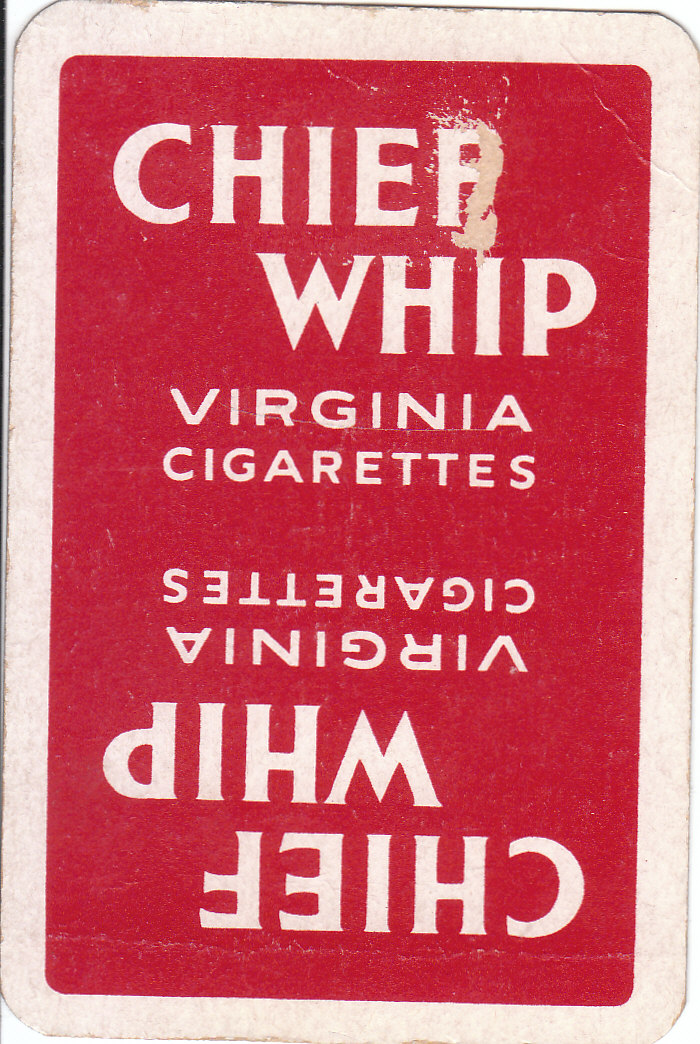 CHIEF
WHIP
VIRGINIA
CIGARETTES
CIGARETTES
VIRGINIA
WHIP
CHIEF